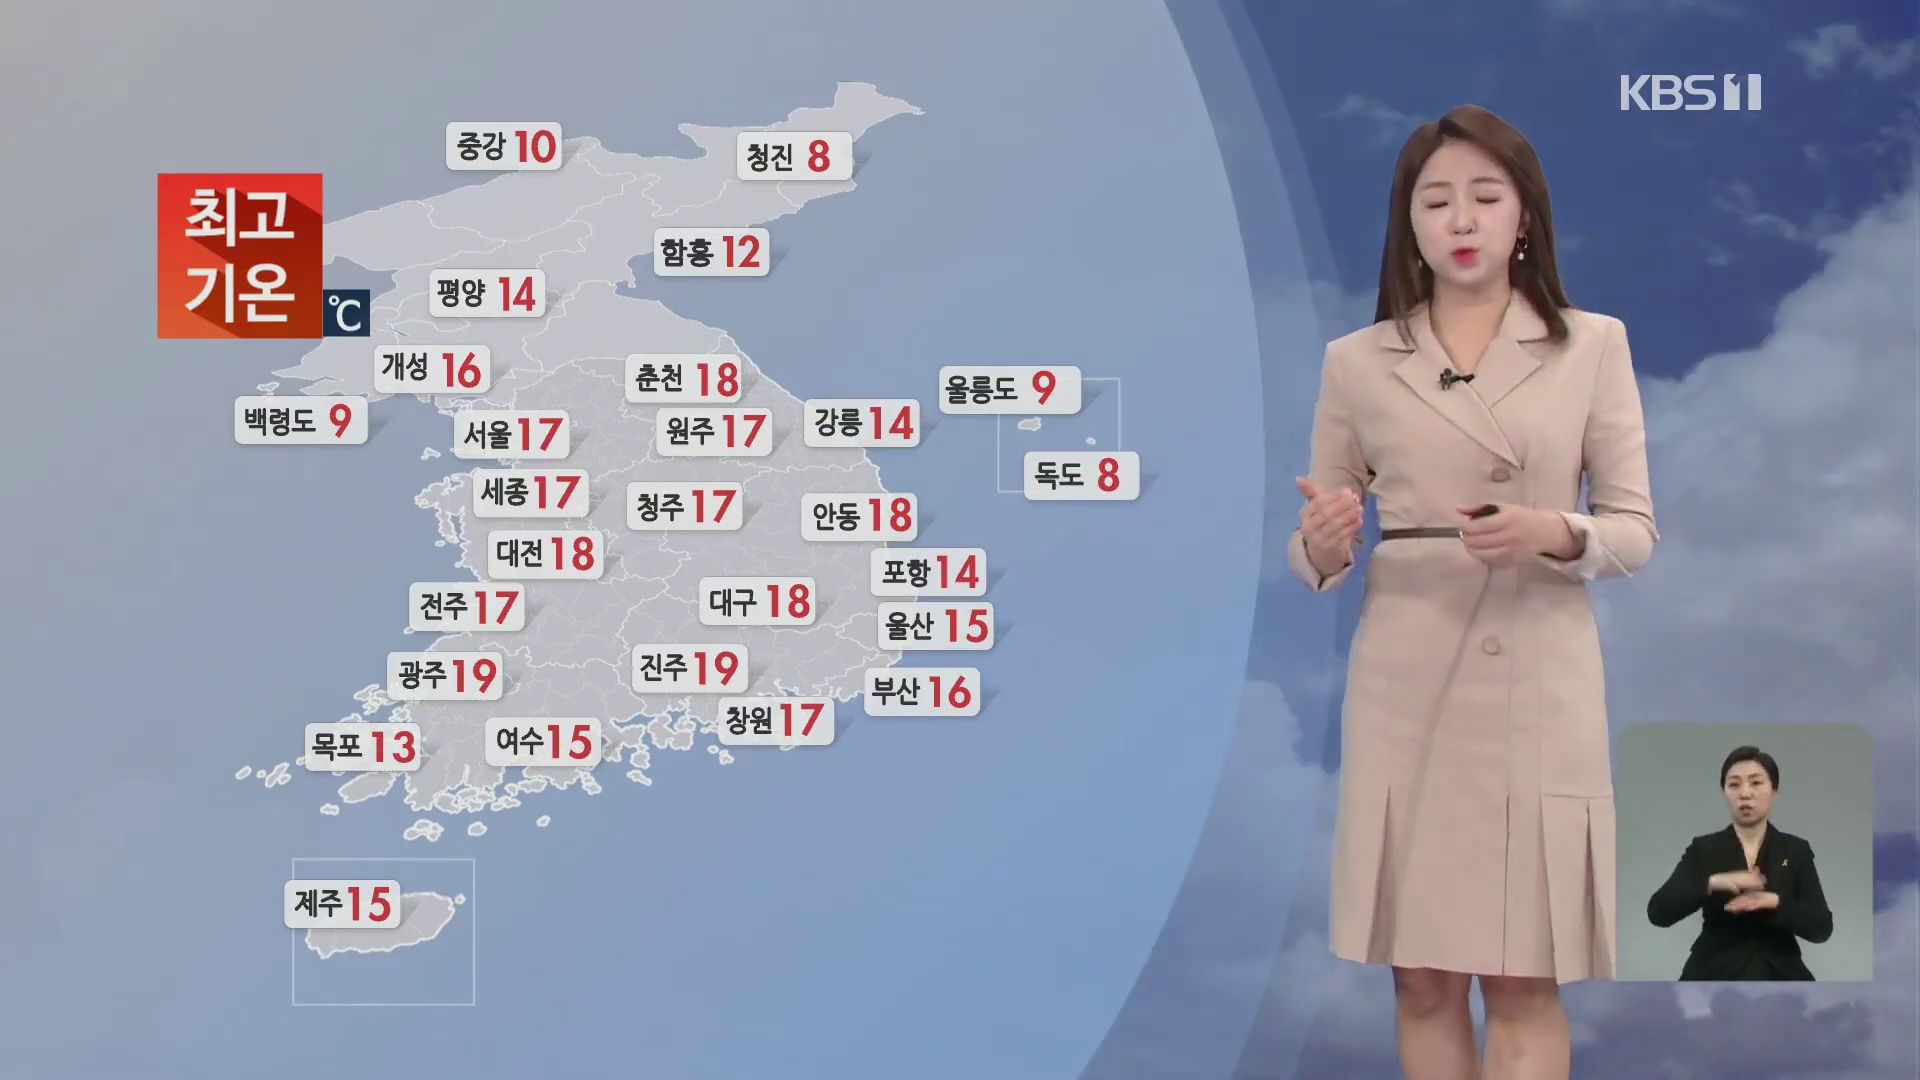 KBS 1
최고
기온
℃
중강 10
청진 8
함흥 12
평양 14
개성 16
춘천 18
백령도 9
서울 17
원주 17
강릉 14
울릉도 9
독도 8
세종 17
청주 17
안동 18
대전 18
포항 14
전주 17
대구 18
울산 15
광주 19
진주 19
부산 16
창원 17
목포 13
여수 15
제주 15